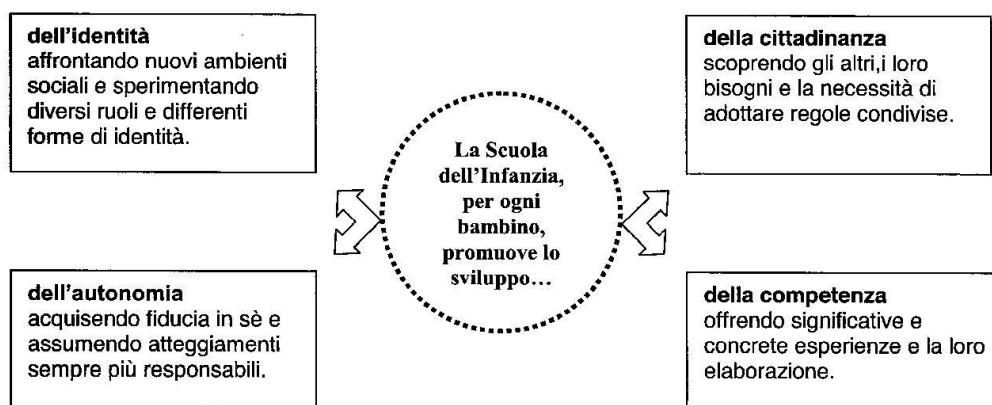 dell'identità
affrontando nuovi ambienti
sociali e sperimentando
diversi ruoli e differenti
forme di identità.
della cittadinanza
scoprendo gli altri,i loro
bisogni e la necessità di
adottare regole condivise.
La Scuola
dell'Infanzia,
per ogni
bambino,
promuove lo
sviluppo…
dell'autonomia
acquisendo fiducia in sè e
assumendo atteggiamenti
sempre più responsabili.
della competenza
offrendo significative e
concrete esperienze e la loro
elaborazione.